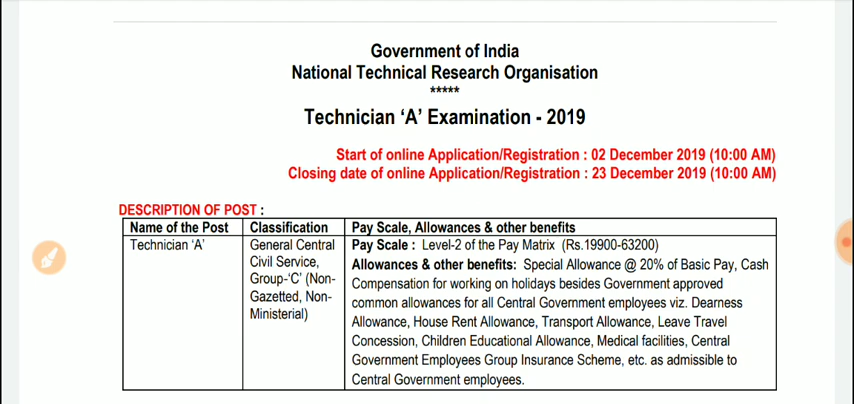 Government of India
National Technical Research Organisation
*****
Technician ‘A’ Examination - 2019
Start of online Application/Registration : 02 December 2019 (10:00 AM)
Closing date of online Application/Registration : 23 December 2019 (10:00 AM)
DESCRIPTION OF POST :
Name of the Post Classification Pay Scale, Allowances & other benefits
Technician ‘A’
General Central
Civil Service,
Group-‘C’ (Non-
Gazetted, Non-
Ministerial)
Pay Scale : Level-2 of the Pay Matrix (Rs.19900-63200)
Allowances & other benefits: Special Allowance @ 20% of Basic Pay, Cash
Compensation for working on holidays besides Government approved
common allowances for all Central Government employees viz. Dearness
Allowance, House Rent Allowance, Transport Allowance, Leave Travel
Concession, Children Educational Allowance, Medical facilities, Central
Government Employees Group Insurance Scheme, etc. as admissible to
Central Government employees.